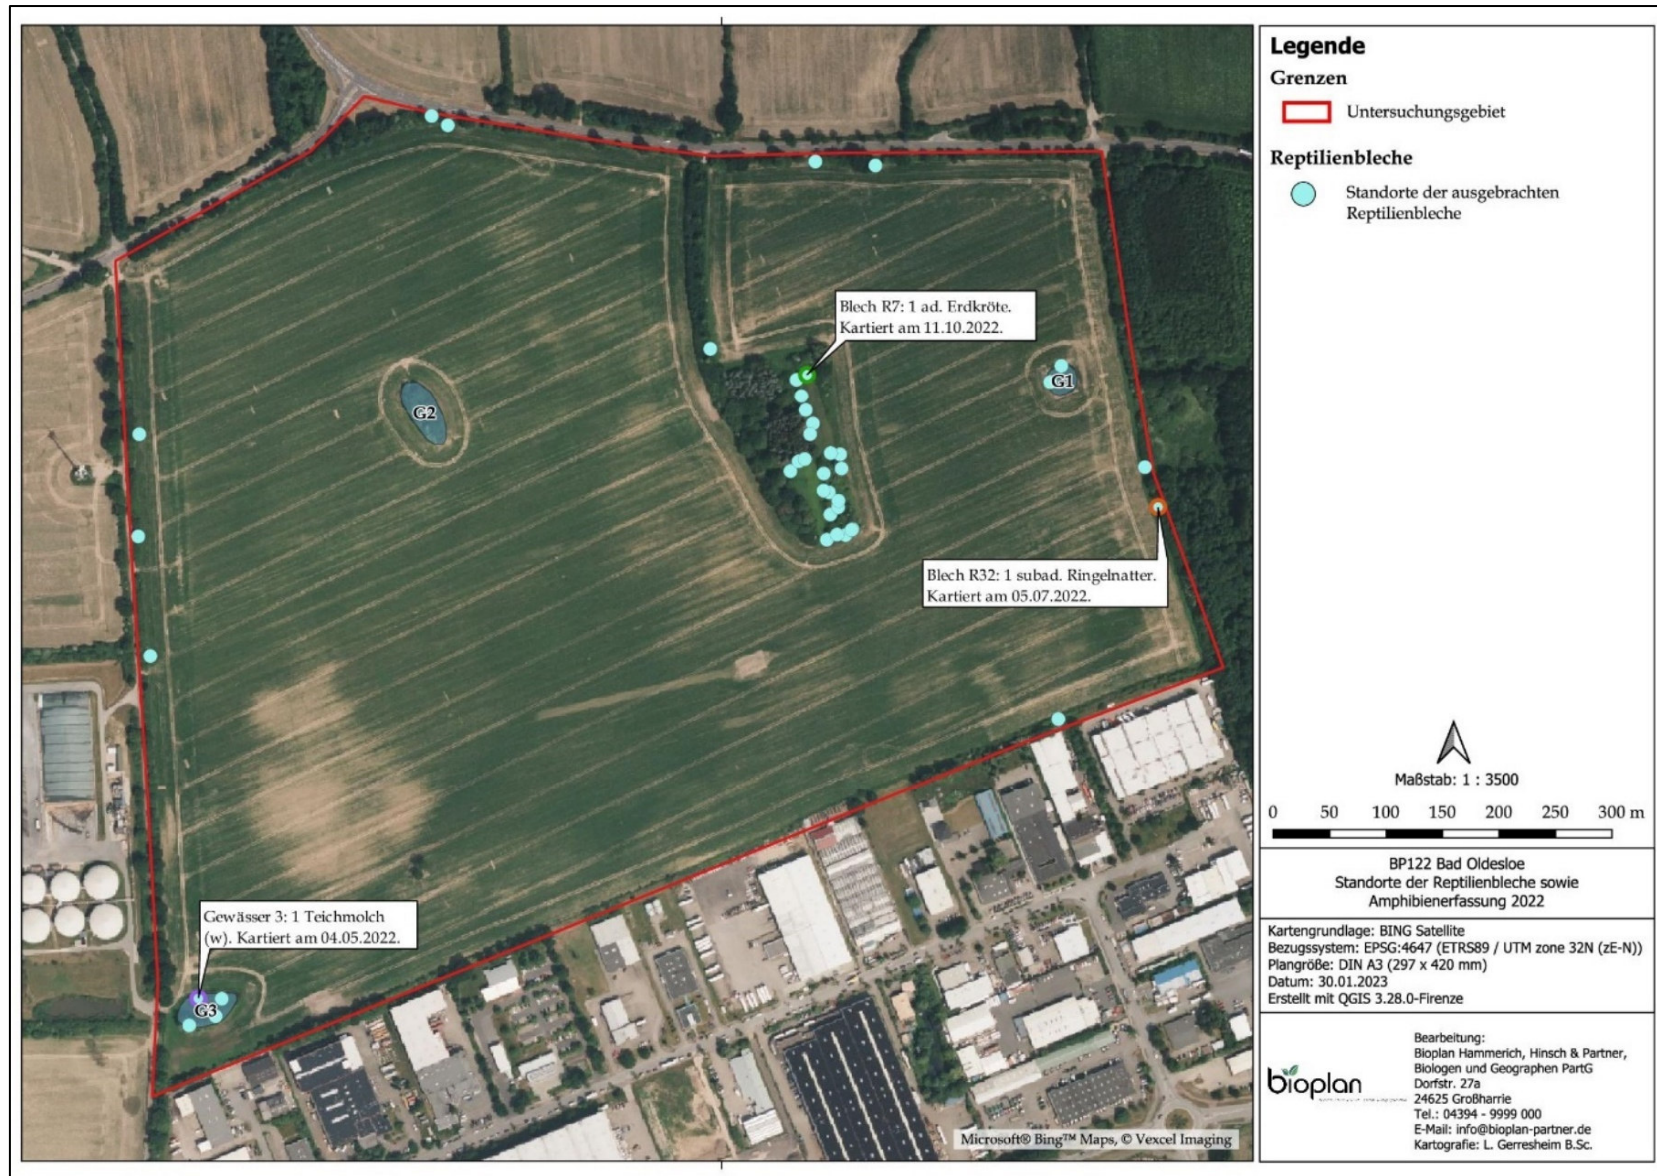 Blech R7: 1 ad. Erdkröte.
Kartiert am 11.10.2022.
G1
G2
Blech R32: 1 subad. Ringelnatter.
Kartiert am 05.07.2022.
Gewässer 3: 1 Teichmolch
(w). Kartiert am 04.05.2022.
G3
Microsoft® Bing™ Maps, © Vexcel Imaging
Legende
Grenzen
Untersuchungsgebiet
Reptilienbleche
Standorte der ausgebrachten
Reptilienbleche
Maßstab: 1 : 3500
0 50 100 150 200 250 300 m
BP122 Bad Oldesloe
Standorte der Reptilienbleche sowie
Amphibienerfassung 2022
Kartengrundlage: BING Satellite
Bezugssystem: EPSG:4647 (ETRS89 / UTM zone 32N (zE-N))
Plangröße: DIN A3 (297 x 420 mm)
Datum: 30.01.2023
Erstellt mit QGIS 3.28.0-Firenze
bioplan
Bearbeitung:
Bioplan Hammerich, Hinsch & Partner,
Biologen und Geographen PartG
Dorfstr. 27a
24625 Großharrie
Tel.: 04394 - 9999 000
E-Mail: info@bioplan-partner.de
Kartografie: L. Gerresheim B.Sc.